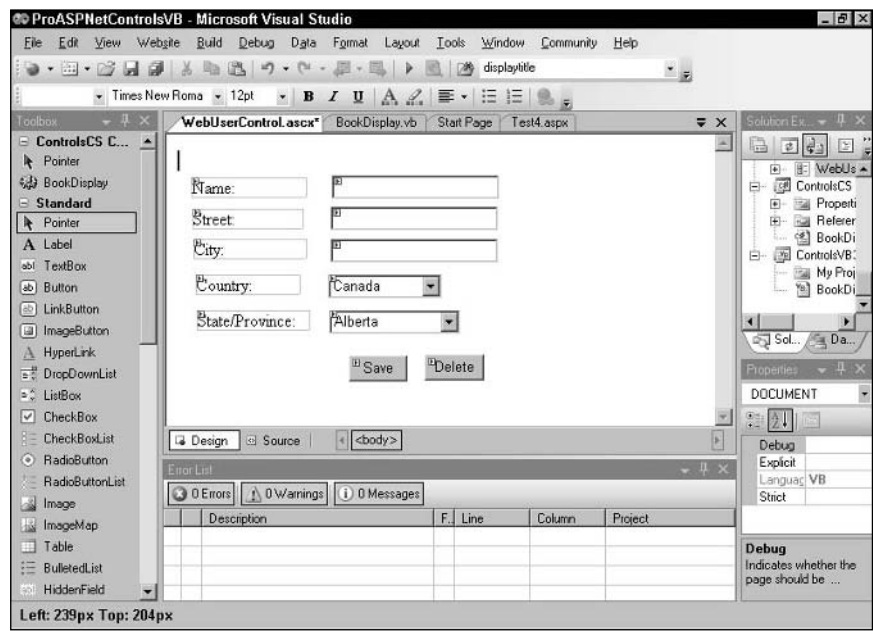 ProASPNetControlsVB - Microsoft Visual Studio
File Edit View Website Build Debug Data Format Layout Tools Window Community Help
displaytitle
Times New Roma 12pt B I U A
Toolbox
ControlsCS C...
Pointer
BookDisplay
Standard
Pointer
A Label
abl TextBox
ab Button
ab LinkButton
ImageButton
A HyperLink
DropDownList
ListBox
CheckBox
CheckBoxList
RadioButton
RadioButtonList
Image
ImageMap
Table
BulletedList
HiddenField
WebUserControl.ascx* BookDisplay.vb Start Page Test4.aspx
Name:
Street:
City:
Country: Canada
State/Province: Alberta
Save Delete
Design Source <body>
Error List
0 Errors 0 Warnings 0 Messages
Description F.. Line Column Project
Solution Ex...
WebUs
ControlsCS
Properti
Referer
BookDi
ControlsVB
My Proj
BookDi
Sol... Da...
Properties
DOCUMENT
Debug
Explicit
Languag VB
Strict
Debug
Indicates whether the
page should be ...
Left: 239px Top: 204px